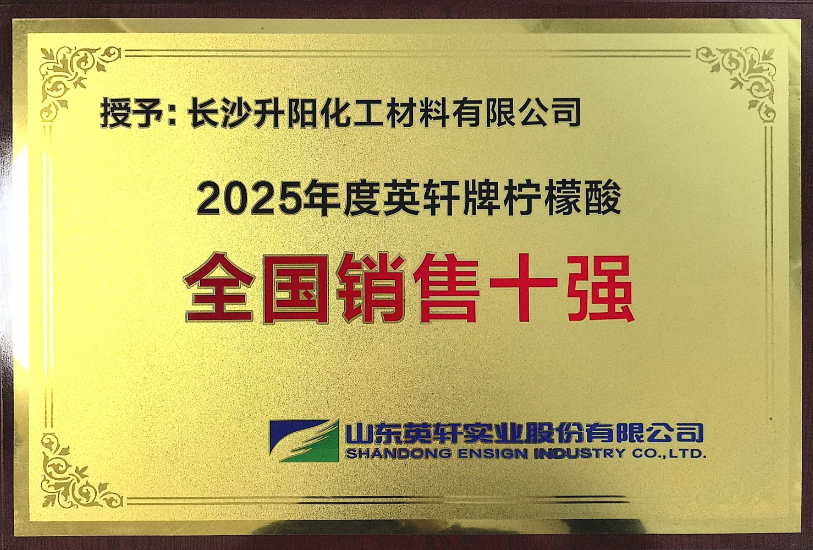 授予：长沙升阳化工材料有限公司
2025年度英轩牌柠檬酸
全国销售十强
山东英轩实业股份有限公司
SHANDONG ENSIGN INDUSTRY CO.,LTD.